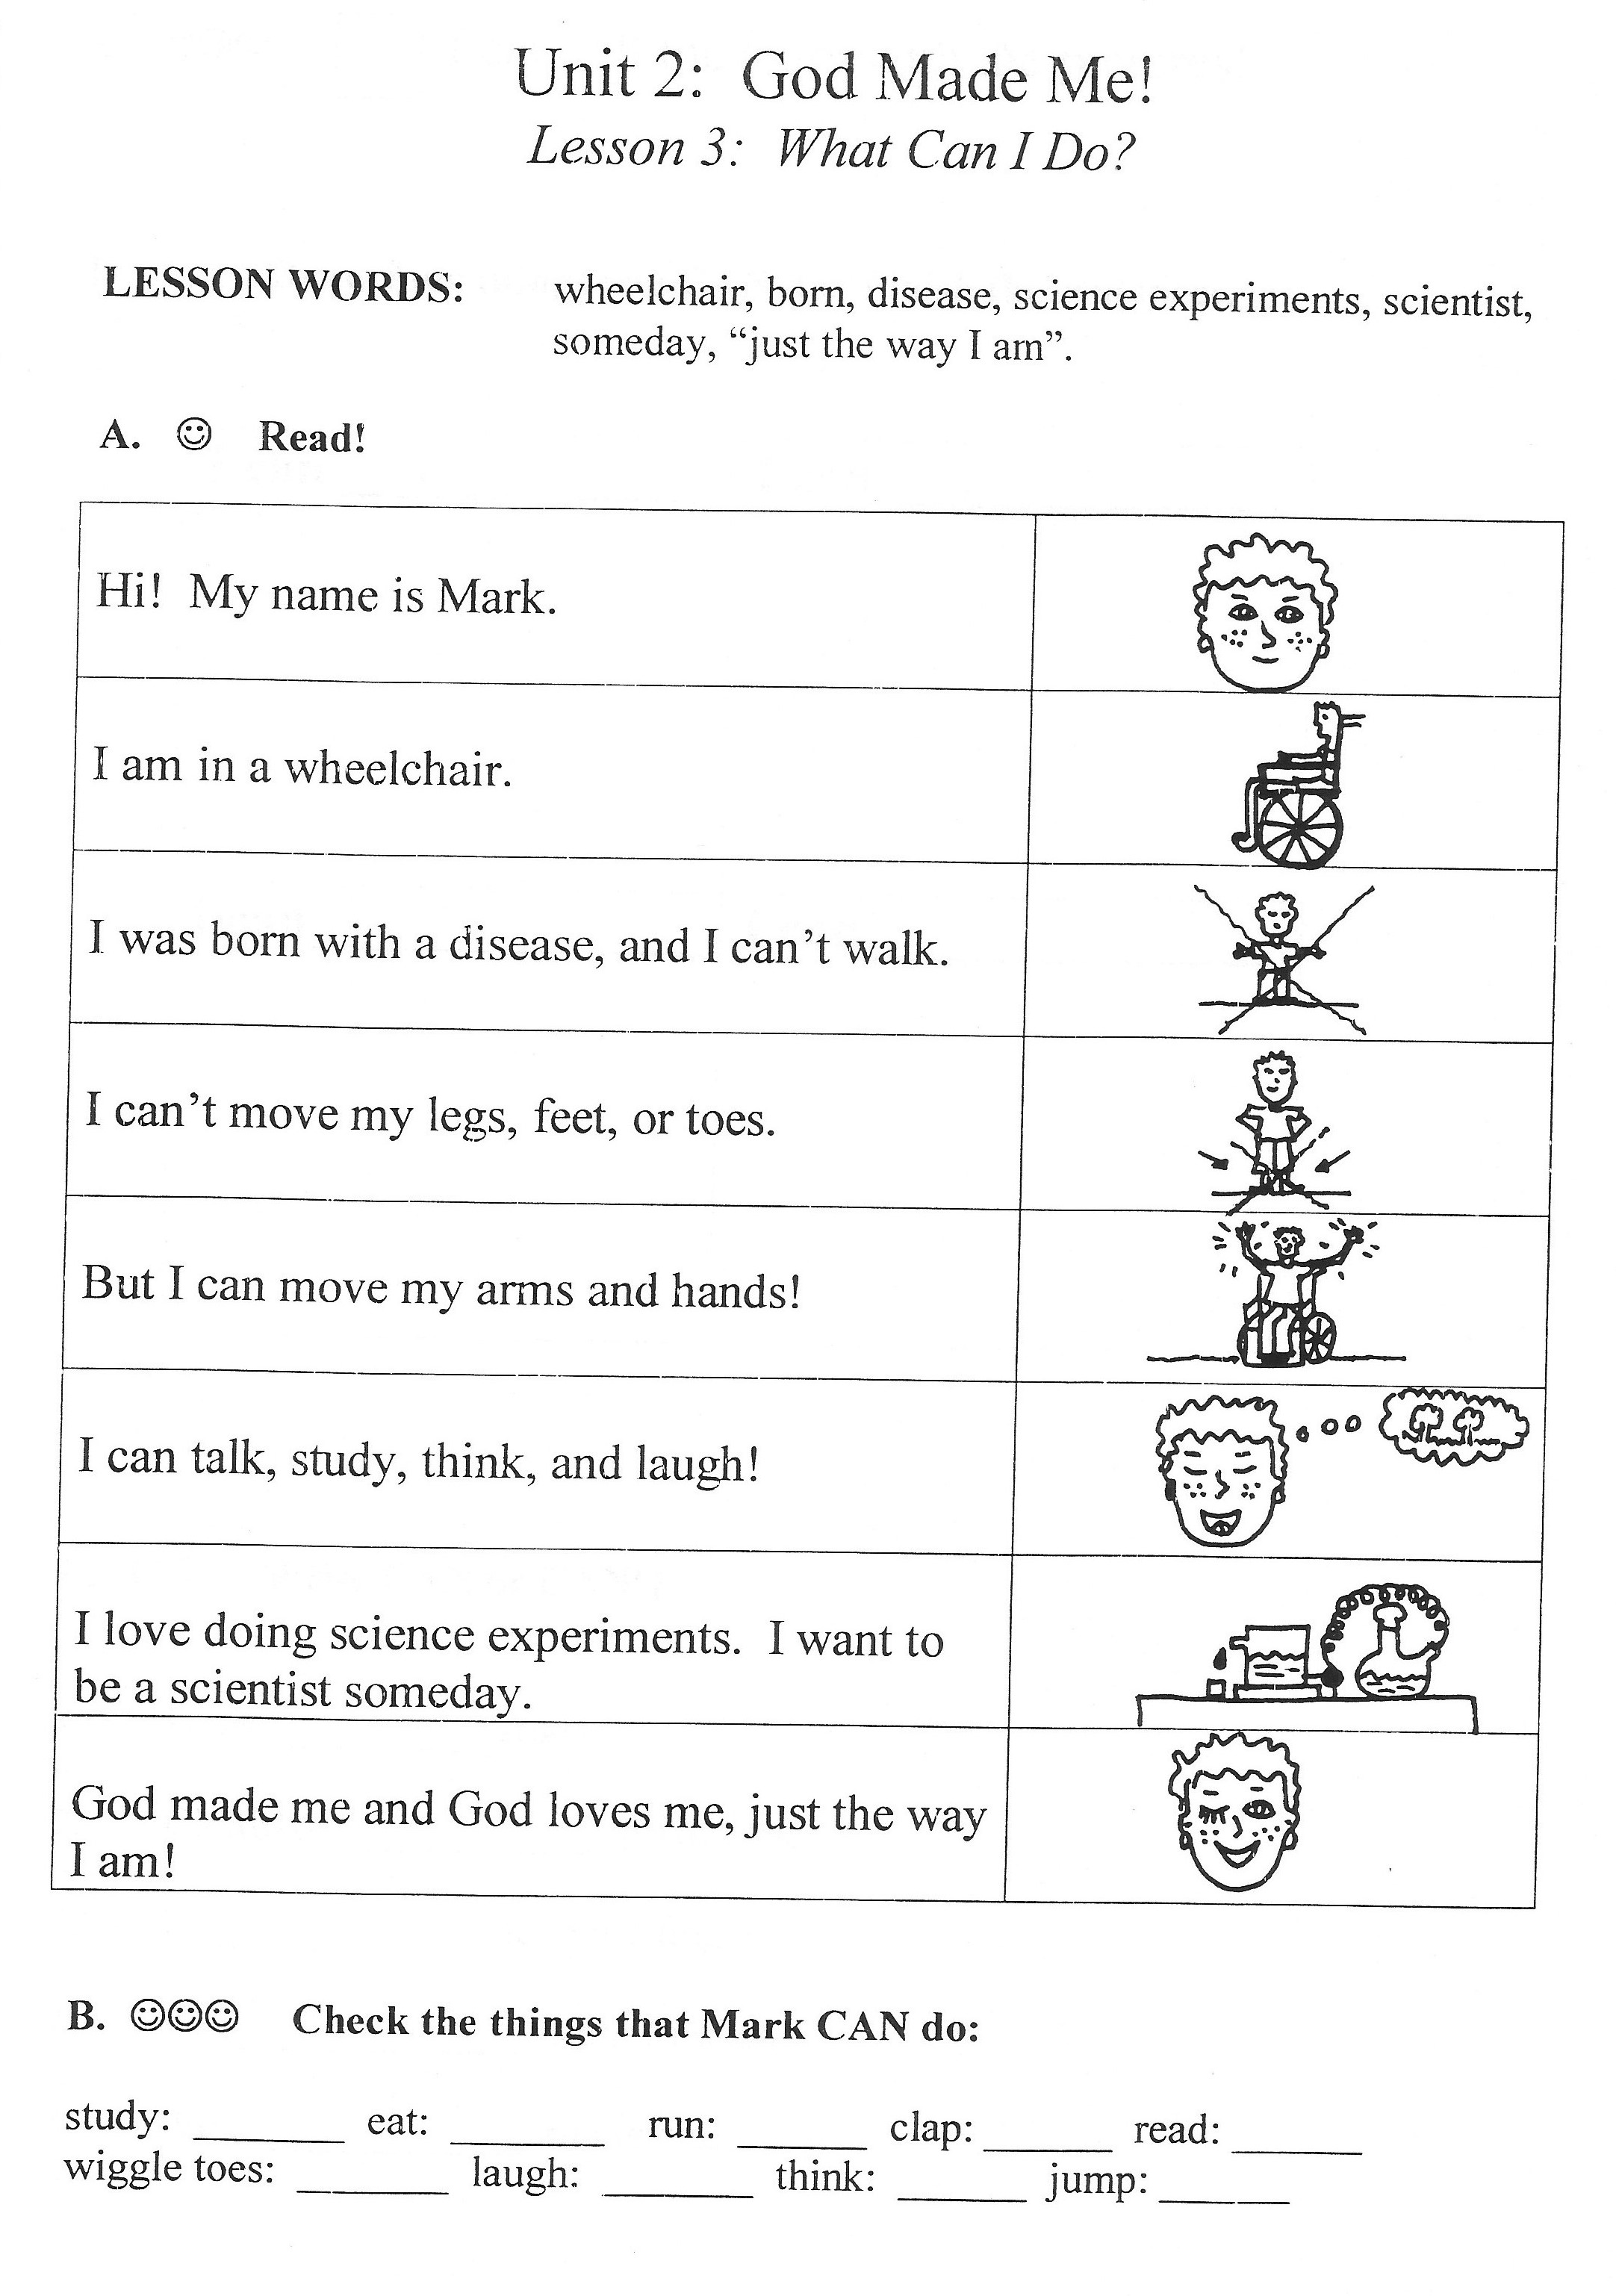 Unit 2: God Made Me!
Lesson 3: What Can I Do?
LESSON WORDS: wheelchair, born, disease, science experiments, scientist,
someday, “just the way I am”.
A. ☺ Read!
Hi! My name is Mark.
I am in a wheelchair.
I was born with a disease, and I can’t walk.
I can’t move my legs, feet, or toes.
But I can move my arms and hands!
I can talk, study, think, and laugh!
I love doing science experiments. I want to
be a scientist someday.
God made me and God loves me, just the way
I am!
B. ☺☺☺ Check the things that Mark CAN do:
study: ______ eat: ______ run: _____ clap: _____ read: _____
wiggle toes: ______ laugh: ______ think: _____ jump: _____